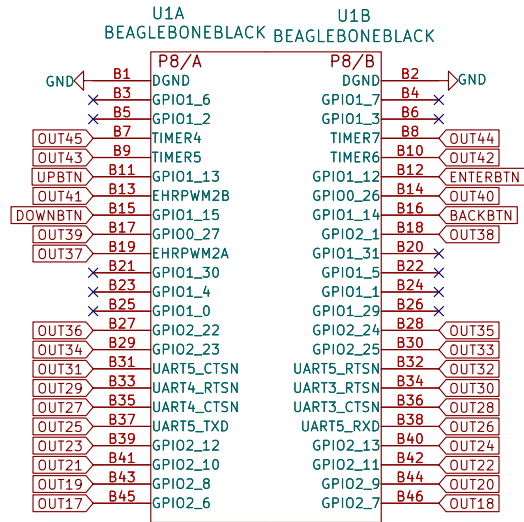 U1A U1B
BEAGLEBONEBLACK BEAGLEBONEBLACK
P8/A P8/B
GND B1 DGND DGND B2 GND
B3 GPIO1_6 GPIO1_7 B4
B5 GPIO1_2 GPIO1_3 B6
OUT45 B7 TIMER4 TIMER7 B8 OUT44
OUT43 B9 TIMER5 TIMER6 B10 OUT42
UPBTN B11 GPIO1_13 GPIO1_12 B12 ENTERBTN
OUT41 B13 EHRPWM2B GPIO0_26 B14 OUT40
DOWNBTN B15 GPIO1_15 GPIO1_14 B16 BACKBTN
OUT39 B17 GPIO0_27 GPIO2_1 B18 OUT38
OUT37 B19 EHRPWM2A GPIO1_31 B20
B21 GPIO1_30 GPIO1_5 B22
B23 GPIO1_4 GPIO1_1 B24
B25 GPIO1_0 GPIO1_29 B26
OUT36 B27 GPIO2_22 GPIO2_24 B28 OUT35
OUT34 B29 GPIO2_23 GPIO2_25 B30 OUT33
OUT31 B31 UART5_CTSN UART5_RTSN B32 OUT32
OUT29 B33 UART4_RTSN UART3_RTSN B34 OUT30
OUT27 B35 UART4_CTSN UART3_CTSN B36 OUT28
OUT25 B37 UART5_TXD UART5_RXD B38 OUT26
OUT23 B39 GPIO2_12 GPIO2_13 B40 OUT24
OUT21 B41 GPIO2_10 GPIO2_11 B42 OUT22
OUT19 B43 GPIO2_8 GPIO2_9 B44 OUT20
OUT17 B45 GPIO2_6 GPIO2_7 B46 OUT18